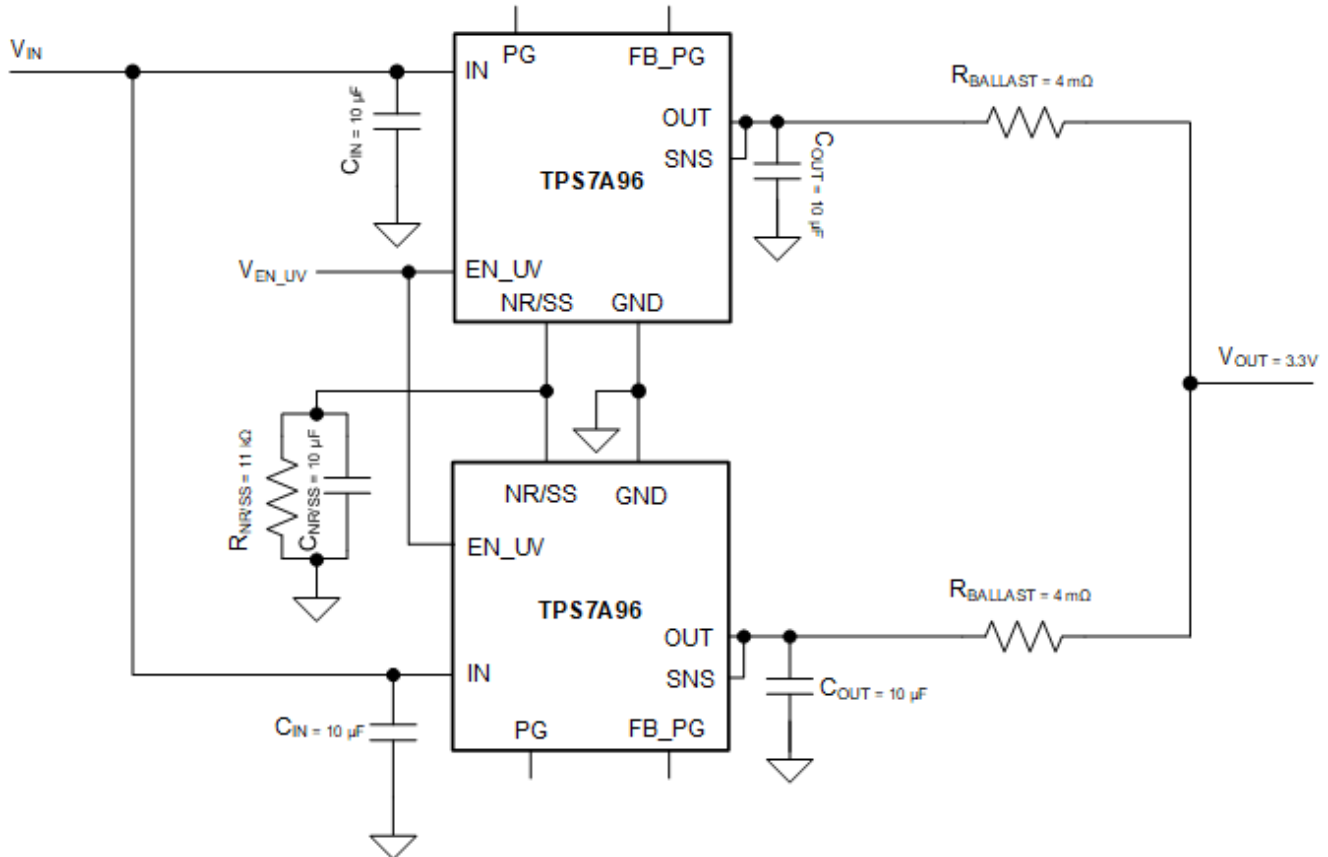 VIN
PG
FB_PG
IN
RBALLAST = 4 mΩ
CIN = 10 µF
OUT
SNS
COUT = 10 µF
TPS7A96
VEN_UV
EN_UV
NR/SS
GND
VOUT = 3.3V
RNR/SS = 11 kΩ
CNR/SS = 10 µF
NR/SS
GND
EN_UV
TPS7A96
RBALLAST = 4 mΩ
OUT
IN
SNS
COUT = 10 µF
CIN = 10 µF
PG
FB_PG